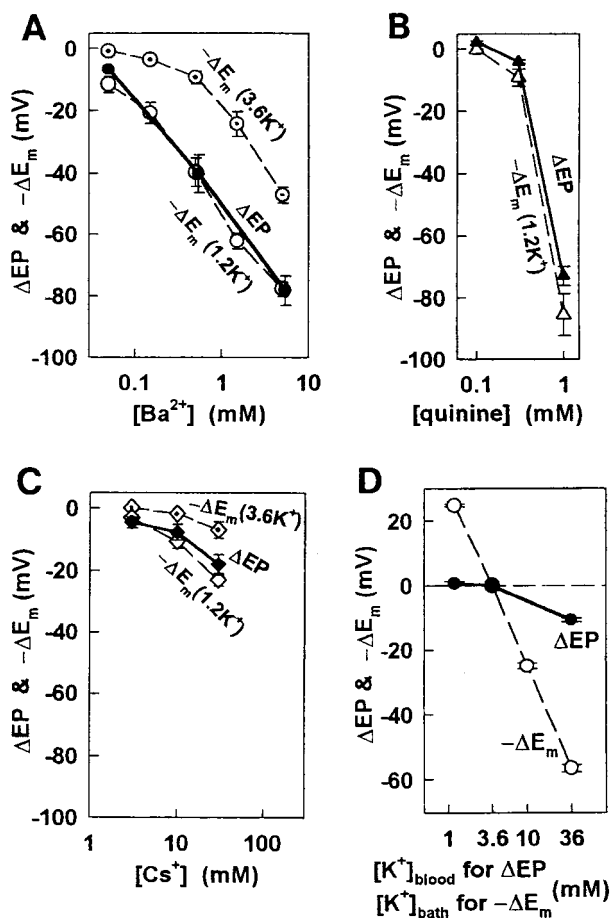 A
ΔEP & -ΔE_m (mV)
0
-20
-40
-60
-80
-100
-ΔE_m (3.6K⁺)
ΔEP
-ΔE_m (1.2K⁺)
0.1 1 10
[Ba²⁺] (mM)
B
ΔEP & -ΔE_m (mV)
0
-20
-40
-60
-80
-100
ΔEP
-ΔE_m (1.2K⁺)
0.1 1
[quinine] (mM)
C
ΔEP & -ΔE_m (mV)
0
-20
-40
-60
-80
-100
-ΔE_m (3.6K⁺)
ΔEP
-ΔE_m (1.2K⁺)
1 10 100
[Cs⁺] (mM)
D
ΔEP & -ΔE_m (mV)
20
0
-20
-40
-60
ΔEP
-ΔE_m
1 3.6 10 36
[K⁺]blood for ΔEP
[K⁺]bath for -ΔE_m
(mM)